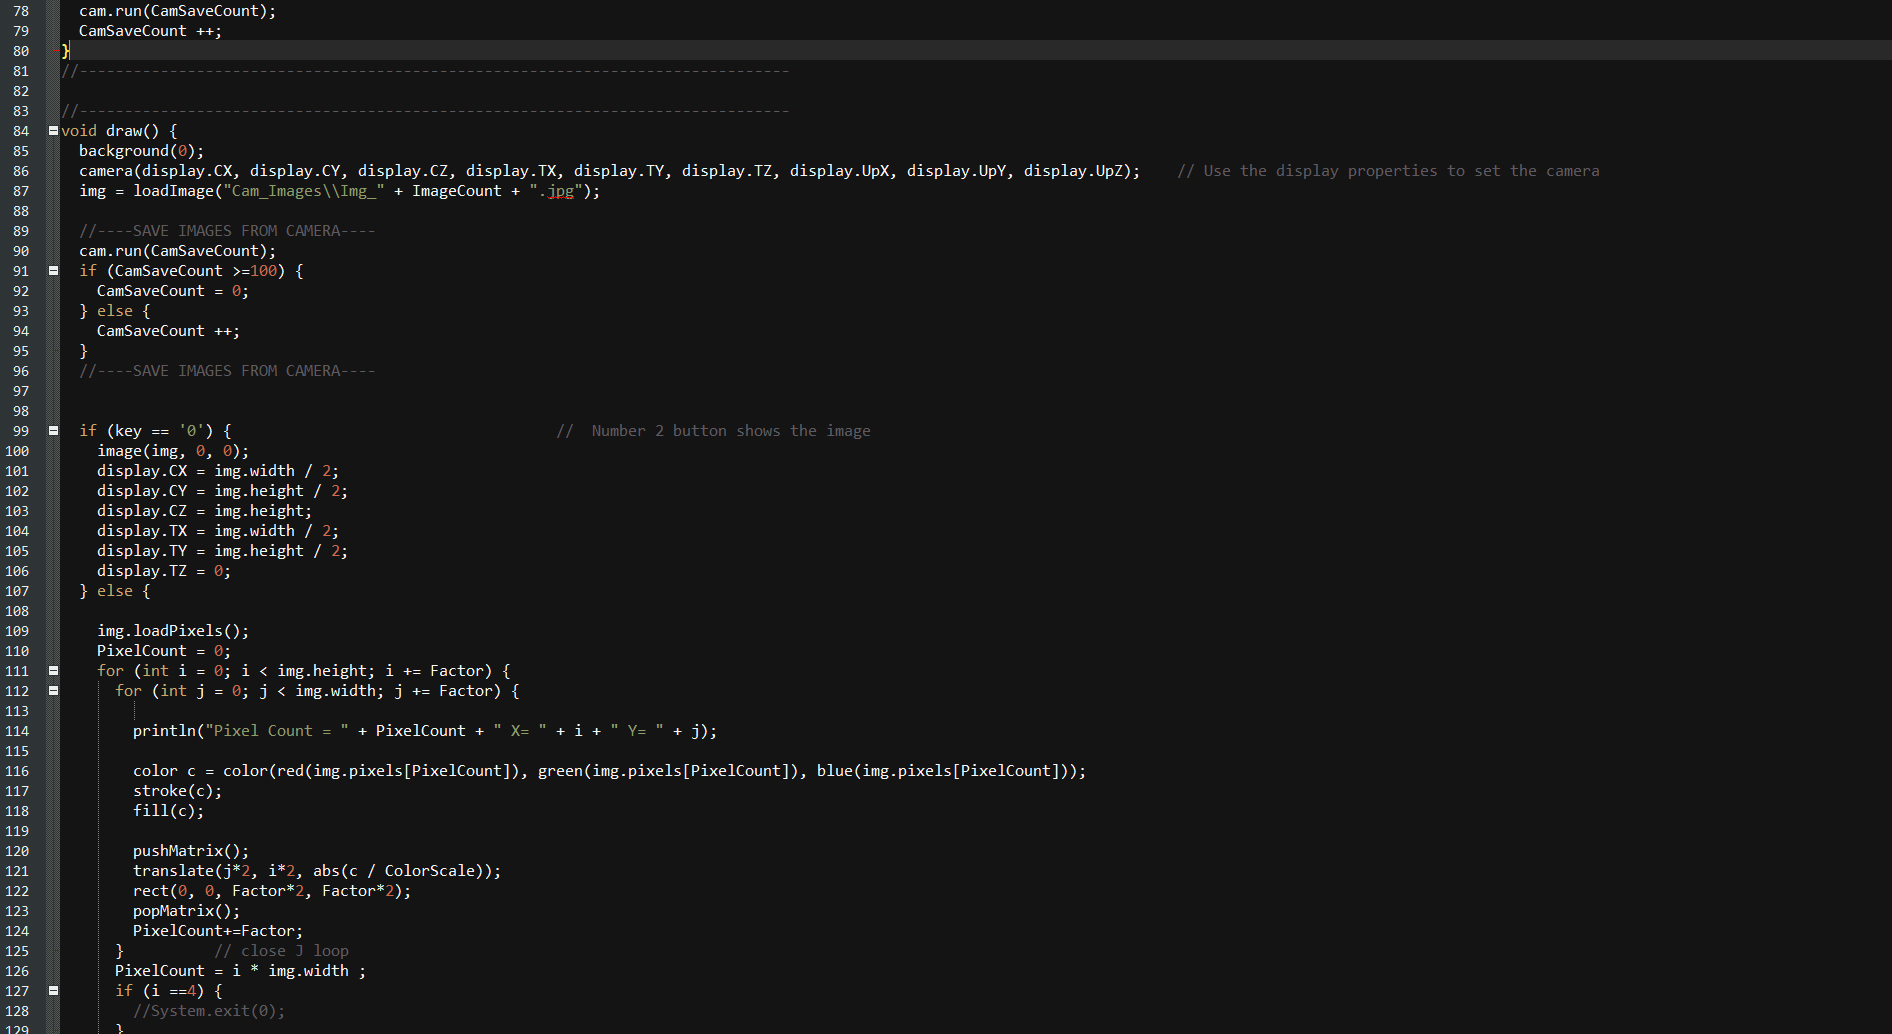 78 cam.run(CamSaveCount);
79 CamSaveCount ++;
80 }
81 //-------------------------------------------------------------------------------
82
83 //-------------------------------------------------------------------------------
84 void draw() {
85 background(0);
86 camera(display.CX, display.CY, display.CZ, display.TX, display.TY, display.TZ, display.UpX, display.UpY, display.UpZ); // Use the display properties to set the camera
87 img = loadImage("Cam_Images\\Img_" + ImageCount + ".jpg");
88
89 //----SAVE IMAGES FROM CAMERA----
90 cam.run(CamSaveCount);
91 if (CamSaveCount >=100) {
92 CamSaveCount = 0;
93 } else {
94 CamSaveCount ++;
95 }
96 //----SAVE IMAGES FROM CAMERA----
97
98
99 if (key == '0') { // Number 2 button shows the image
100 image(img, 0, 0);
101 display.CX = img.width / 2;
102 display.CY = img.height / 2;
103 display.CZ = img.height;
104 display.TX = img.width / 2;
105 display.TY = img.height / 2;
106 display.TZ = 0;
107 } else {
108
109 img.loadPixels();
110 PixelCount = 0;
111 for (int i = 0; i < img.height; i += Factor) {
112 for (int j = 0; j < img.width; j += Factor) {
113
114 println("Pixel Count = " + PixelCount + " X= " + i + " Y= " + j);
115
116 color c = color(red(img.pixels[PixelCount]), green(img.pixels[PixelCount]), blue(img.pixels[PixelCount]));
117 stroke(c);
118 fill(c);
119
120 pushMatrix();
121 translate(j*2, i*2, abs(c / ColorScale));
122 rect(0, 0, Factor*2, Factor*2);
123 popMatrix();
124 PixelCount+=Factor;
125 } // close J loop
126 PixelCount = i * img.width ;
127 if (i ==4) {
128 //System.exit(0);
129 }